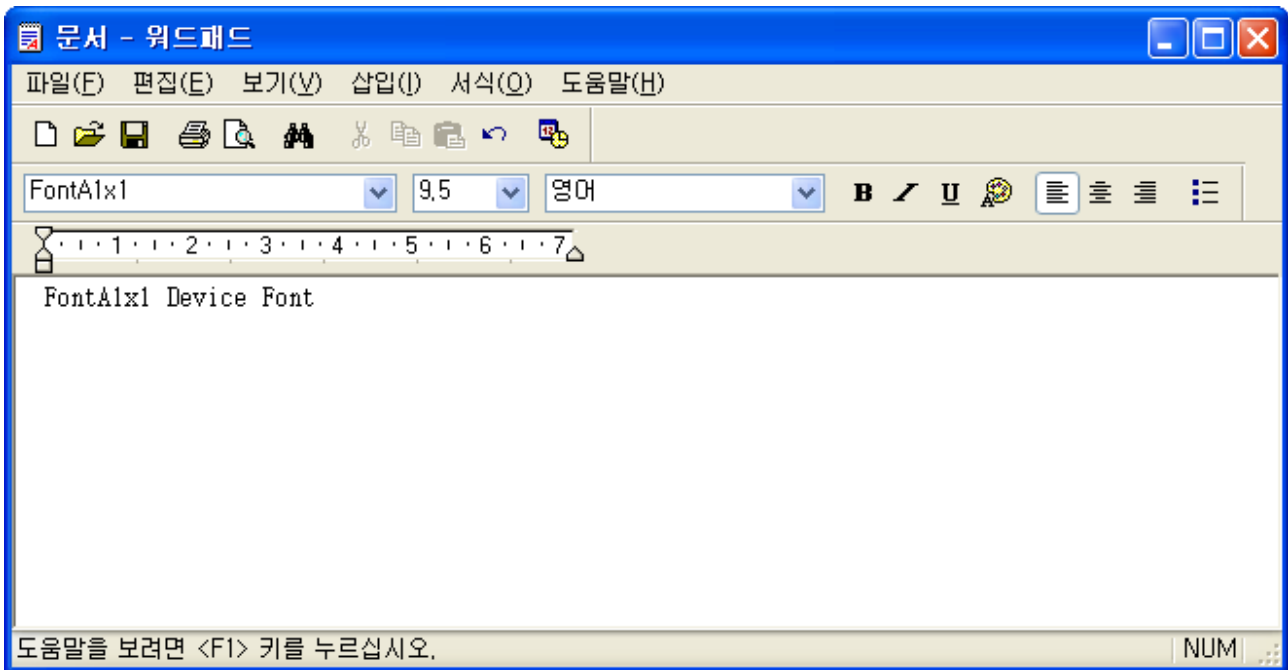 문서 - 워드패드
파일(F) 편집(E) 보기(V) 삽입(I) 서식(O) 도움말(H)
FontA1x1 9,5 영어 B I U
1 2 3 4 5 6 7
FontA1x1 Device Font
도움말을 보려면 <F1> 키를 누르십시오. NUM